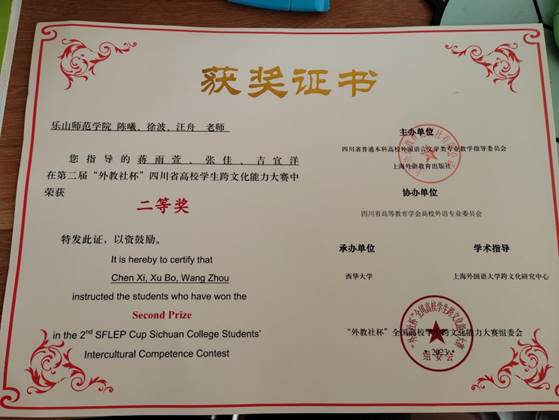 获奖证书
乐山师范学院 陈曦、徐波、汪舟 老师
您指导的蒋雨萱、张佳、吉宜洋
在第二届“外教社杯”四川省高校学生跨文化能力大赛中
荣获
二等奖
特发此证，以资鼓励。
It is hereby to certify that
Chen Xi, Xu Bo, Wang Zhou
instructed the students who have won the
Second Prize
in the 2nd SFLEP Cup Sichuan College Students’
Intercultural Competence Contest
主办单位
四川省普通本科高校外国语言文学类专业教学指导委员会
上海外语教育出版社
协办单位
四川省高等教育学会高校外语专业委员会
承办单位
西华大学
学术指导
上海外国语大学跨文化研究中心
“外教社杯”全国高校学生跨文化能力大赛组委会
2023
组委会